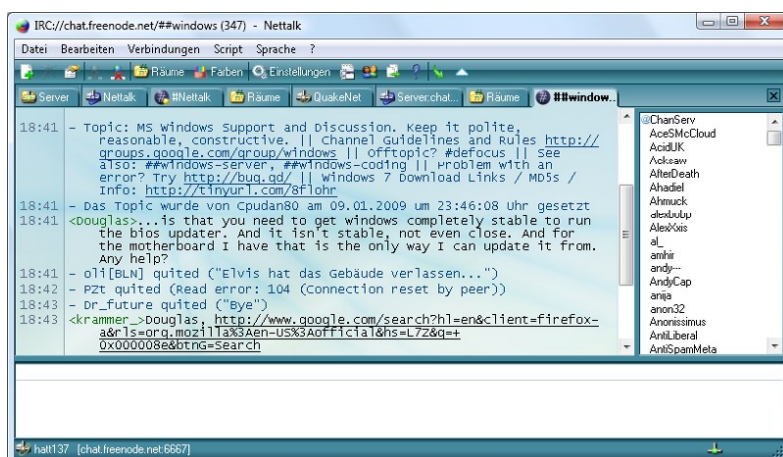 IRC://chat.freenode.net/##windows (347) - Nettalk
Datei Bearbeiten Verbindungen Script Sprache ?
Räume Farben Einstellungen
Server Nettalk #Nettalk Räume QuakeNet Server:chat... Räume ##window..
18:41 - Topic: MS Windows Support and Discussion. Keep it polite,
reasonable, constructive. || Channel Guidelines and Rules http://
groups.google.com/group/windows || Offtopic? #defocus || See
also: ##windows-server, ##windows-coding || Problem with an
error? Try http://bug.gd/ || Windows 7 Download Links / MD5s /
Info: http://tinyurl.com/8flohr
18:41 - Das Topic wurde von Cpudan80 am 09.01.2009 um 23:46:08 Uhr gesetzt
18:41 <Douglas>...is that you need to get windows completely stable to run
the bios updater. And it isn't stable, not even close. And for
the motherboard I have that is the only way I can update it from.
Any help?
18:41 - oli[BLN] quited ("Elvis hat das Gebäude verlassen...")
18:42 - PZt quited (Read error: 104 (Connection reset by peer))
18:43 - Dr_future quited ("Bye")
18:43 <krammer_>Douglas, http://www.google.com/search?hl=en&client=firefox-
a&rls=org.mozilla%3Aen-US%3Aofficial&hs=L7Z&q=+
0x000008e&btnG=Search
@ChanServ
AceSMcCloud
AcidUK
Acksaw
AfterDeath
Ahadiel
Ahmuck
alexbobp
AlexXxis
al_
amhir
andy---
AndyCap
anija
anon32
Anonissimus
AntiLiberal
AntiSpamMeta
hatt137 [chat.freenode.net:6667]